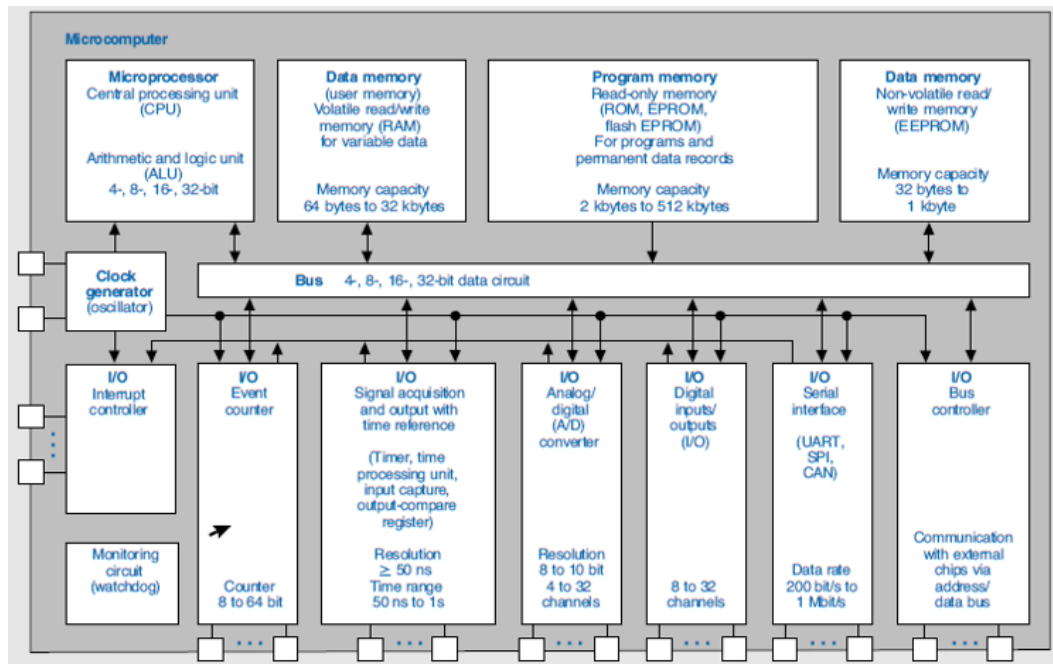 Microcomputer
Microprocessor
Central processing unit
(CPU)
Arithmetic and logic unit
(ALU)
4-, 8-, 16-, 32-bit
Data memory
(user memory)
Volatile read/write
memory (RAM)
for variable data
Memory capacity
64 bytes to 32 kbytes
Program memory
Read-only memory
(ROM, EPROM,
flash EPROM)
For programs and
permanent data records
Memory capacity
2 kbytes to 512 kbytes
Data memory
Non-volatile read/
write memory
(EEPROM)
Memory capacity
32 bytes to
1 kbyte
Clock
generator
(oscillator)
Bus 4-, 8-, 16-, 32-bit data circuit
I/O
Interrupt
controller
I/O
Event
counter
Counter
8 to 64 bit
I/O
Signal acquisition
and output with
time reference
(Timer, time
processing unit,
input capture,
output-compare
register)
Resolution
≥ 50 ns
Time range
50 ns to 1s
I/O
Analog/
digital
(A/D)
converter
Resolution
8 to 10 bit
4 to 32
channels
I/O
Digital
inputs/
outputs
(I/O)
8 to 32
channels
I/O
Serial
interface
(UART,
SPI,
CAN)
Data rate
200 bit/s to
1 Mbit/s
I/O
Bus
controller
Communication
with external
chips via
address/
data bus
Monitoring
circuit
(watchdog)